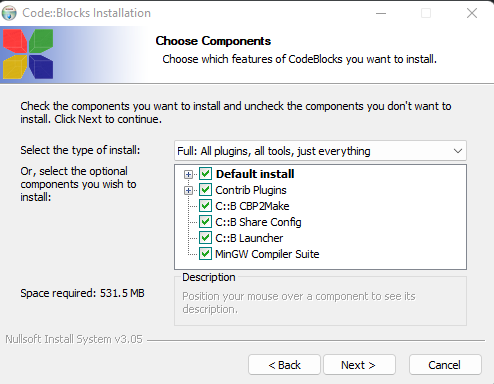 Code::Blocks Installation
Choose Components
Choose which features of CodeBlocks you want to install.
Check the components you want to install and uncheck the components you don't want to
install. Click Next to continue.
Select the type of install:
Full: All plugins, all tools, just everything
Or, select the optional
components you wish to
install:
Default install
Contrib Plugins
C::B CBP2Make
C::B Share Config
C::B Launcher
MinGW Compiler Suite
Space required: 531.5 MB
Description
Position your mouse over a component to see its
description.
Nullsoft Install System v3.05
< Back
Next >
Cancel